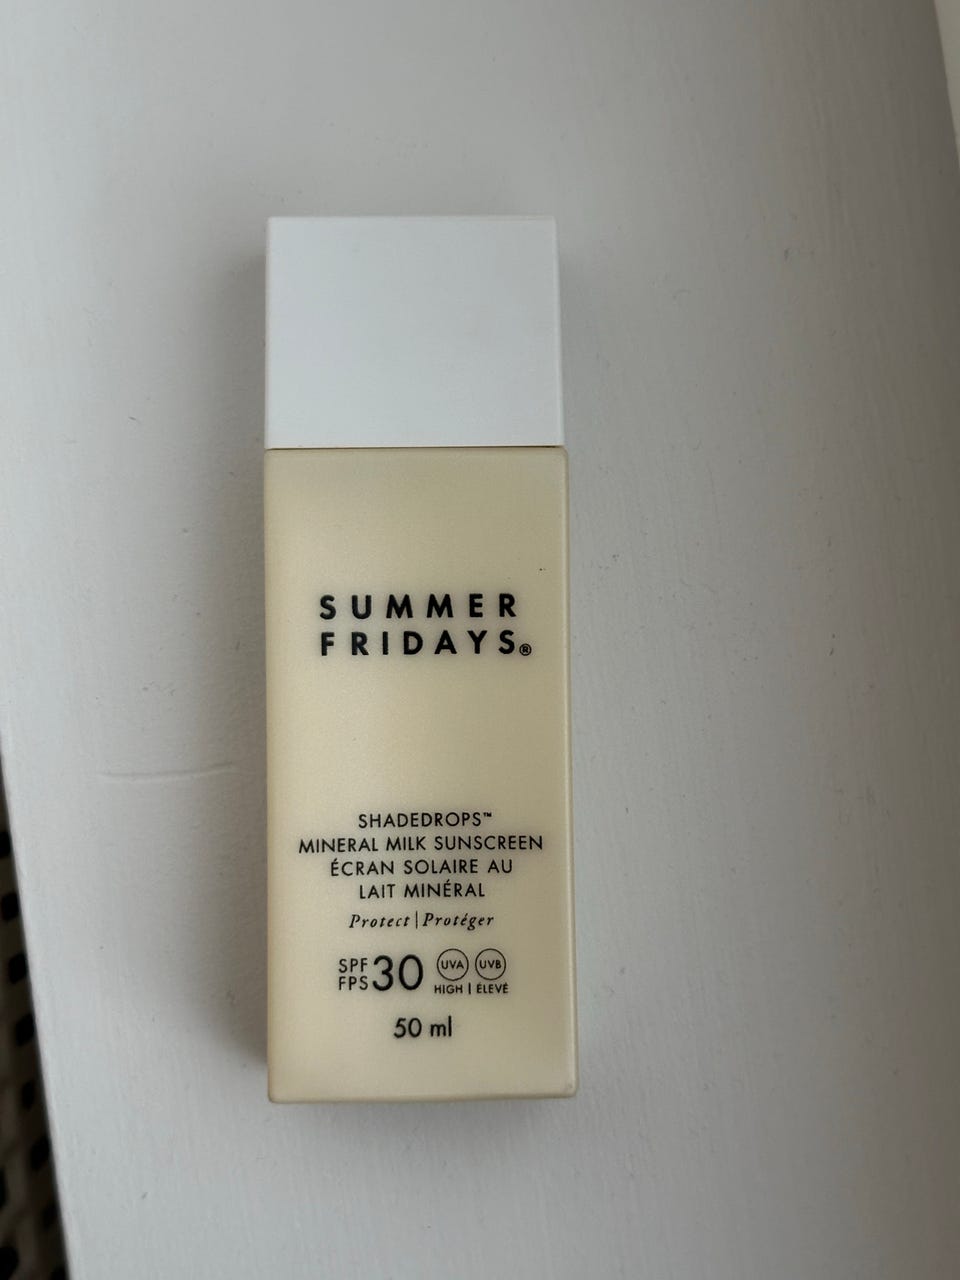 SUMMER
FRIDAYS®
SHADEDROPS™
MINERAL MILK SUNSCREEN
ÉCRAN SOLAIRE AU
LAIT MINÉRAL
Protect | Protéger
SPF
FPS 30 UVA UVB
HIGH | ÉLEVÉ
50 ml